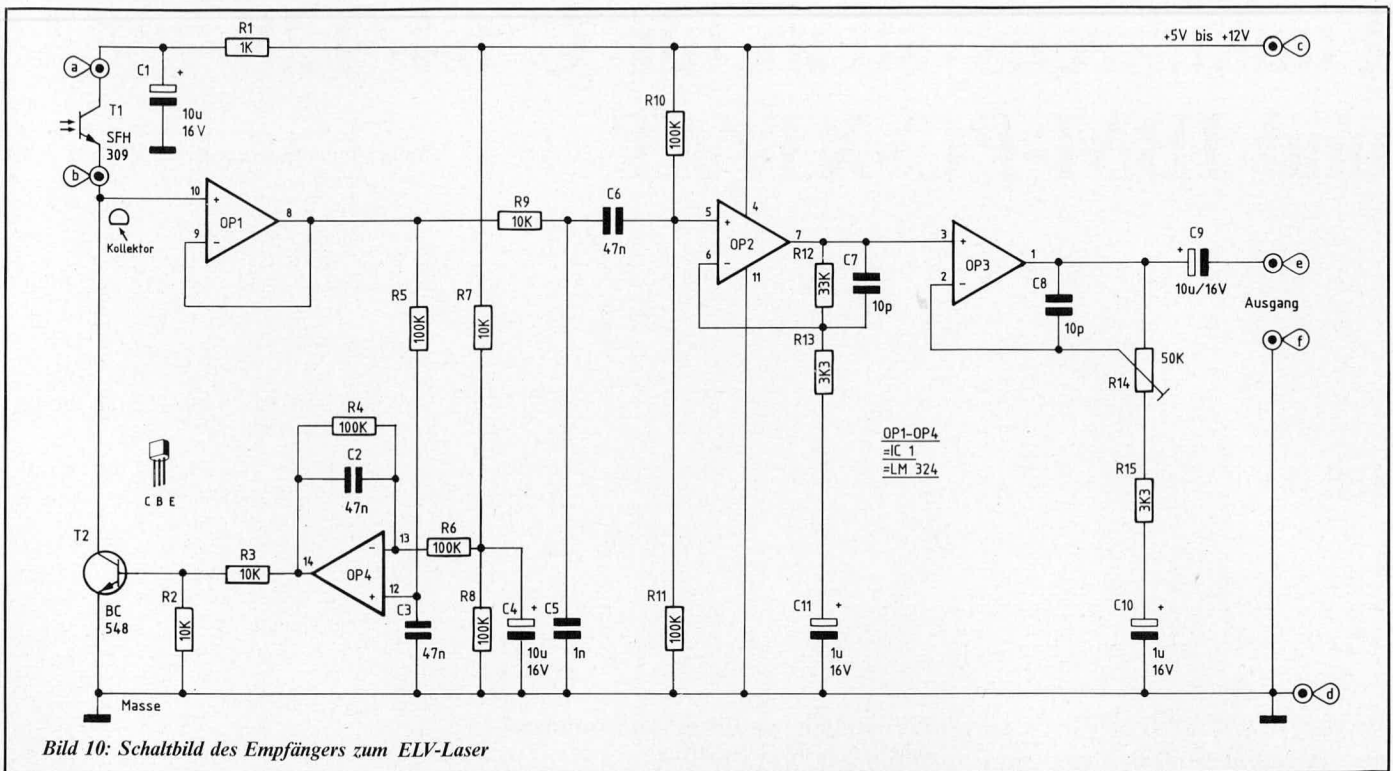 R1
1K
+5V bis +12V
c
a
C1
+
10u
16V
T1
SFH
309
b
Kollektor
10
+
OP1
8
9
−
R9
10K
C6
47n
R10
100K
5
+
4
OP2
7
6
−
11
R12
33K
C7
10p
R13
3K3
3
+
OP3
1
2
−
C8
10p
C9
+
10u/16V
e
Ausgang
f
50K
R14
R5
100K
R7
10K
R4
100K
C2
47n
OP1-OP4
=IC 1
=LM 324
R15
3K3
C B E
T2
BC
548
R3
10K
R2
10K
14
OP4
−
13
+
12
R6
100K
C3
47n
R8
100K
C4
+
10u
16V
C5
1n
R11
100K
C11
+
1u
16V
C10
+
1u
16V
d
Masse
Bild 10: Schaltbild des Empfängers zum ELV-Laser